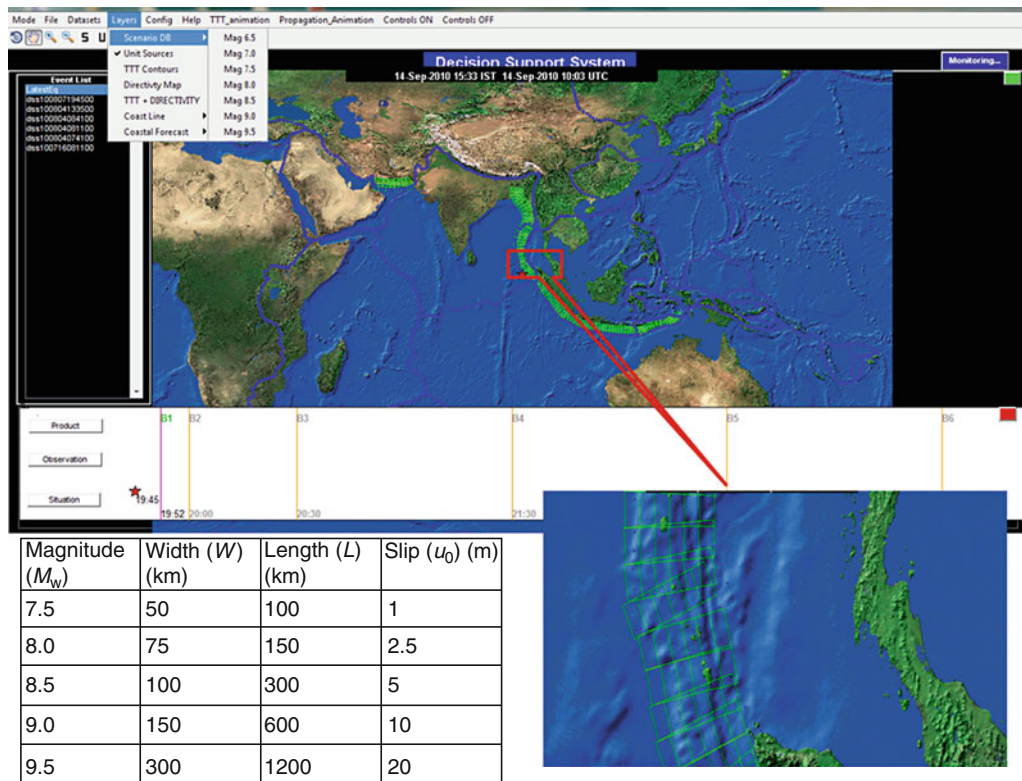 Mode File Datasets Layers Config Help TTT_animation Propagation_Animation Controls ON Controls OFF
S U
Scenario DB
Unit Sources
TTT Contours
Directivity Map
TTT + DIRECTIVITY
Coast Line
Coastal Forecast
Mag 6.5
Mag 7.0
Mag 7.5
Mag 8.0
Mag 8.5
Mag 9.0
Mag 9.5
Decision Support System
Monitoring...
14-Sep-2010 15:33 IST 14-Sep-2010 10:03 UTC
Event List
LatestEq
dss100807194500
dss100804133500
dss100804084100
dss100804081100
dss100804074100
dss100716081100
Product
Observation
Situation
B1 B2 B3 B4 B5 B6
19:45
19:52 20:00 20:30 21:30
Magnitude (Mw) Width (W) (km) Length (L) (km) Slip (u0) (m)
7.5 50 100 1
8.0 75 150 2.5
8.5 100 300 5
9.0 150 600 10
9.5 300 1200 20